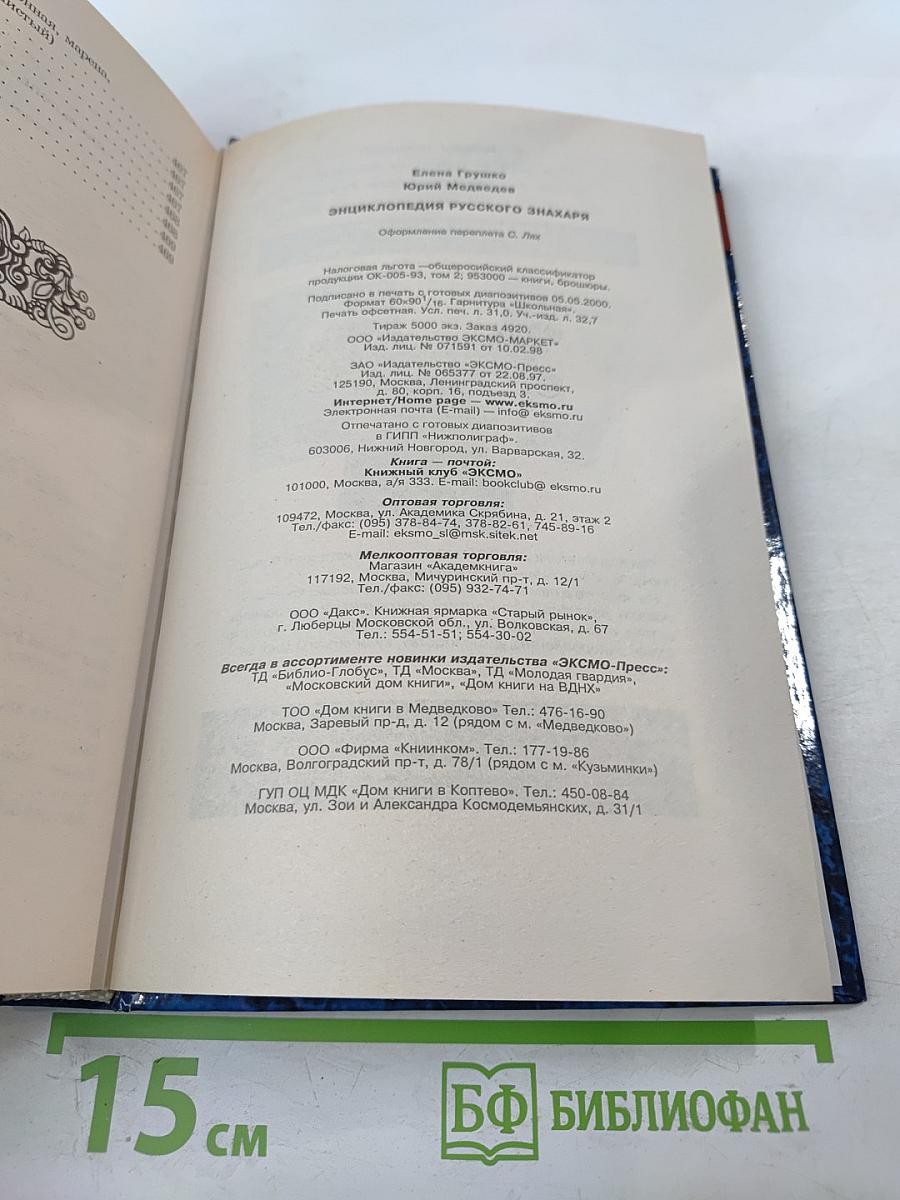 онная, марена,
истый)
467
467
467
467
468
468
469
469
Елена Грушко
Юрий Медведев
ЭНЦИКЛОПЕДИЯ РУССКОГО ЗНАХАРЯ
Оформление переплета С. Лях
Налоговая льгота —общеросийский классификатор
продукции ОК-005-93, том 2; 953000 — книги, брошюры.
Подписано в печать с готовых диапозитивов 05.05.2000.
Формат 60×90 1/16. Гарнитура «Школьная».
Печать офсетная. Усл. печ. л. 31,0. Уч.-изд. л. 32,7
Тираж 5000 экз. Заказ 4920.
ООО «Издательство ЭКСМО-МАРКЕТ»
Изд. лиц. № 071591 от 10.02.98
ЗАО «Издательство «ЭКСМО-Пресс»
Изд. лиц. № 065377 от 22.08.97.
125190, Москва, Ленинградский проспект,
д. 80, корп. 16, подъезд 3.
Интернет/Home page — www.eksmo.ru
Электронная почта (E-mail) — info@ eksmo.ru
Отпечатано с готовых диапозитивов
в ГИПП «Нижполиграф».
603006, Нижний Новгород, ул. Варварская, 32.
Книга — почтой:
Книжный клуб «ЭКСМО»
101000, Москва, а/я 333. E-mail: bookclub@ eksmo.ru
Оптовая торговля:
109472, Москва, ул. Академика Скрябина, д. 21, этаж 2
Тел./факс: (095) 378-84-74, 378-82-61, 745-89-16
E-mail: eksmo_sl@msk.sitek.net
Мелкооптовая торговля:
Магазин «Академкнига»
117192, Москва, Мичуринский пр-т, д. 12/1
Тел./факс: (095) 932-74-71
ООО «Дакс». Книжная ярмарка «Старый рынок»,
г. Люберцы Московской обл., ул. Волковская, д. 67
Тел.: 554-51-51; 554-30-02
Всегда в ассортименте новинки издательства «ЭКСМО-Пресс»:
ТД «Библио-Глобус», ТД «Москва», ТД «Молодая гвардия»,
«Московский дом книги», «Дом книги на ВДНХ»
ТОО «Дом книги в Медведково» Тел.: 476-16-90
Москва, Заревый пр-д, д. 12 (рядом с м. «Медведково»)
ООО «Фирма «Книинком». Тел.: 177-19-86
Москва, Волгоградский пр-т, д. 78/1 (рядом с м. «Кузьминки»)
ГУП ОЦ МДК «Дом книги в Коптево». Тел.: 450-08-84
Москва, ул. Зои и Александра Космодемьянских, д. 31/1
15 см
БФ БИБЛИОФАН